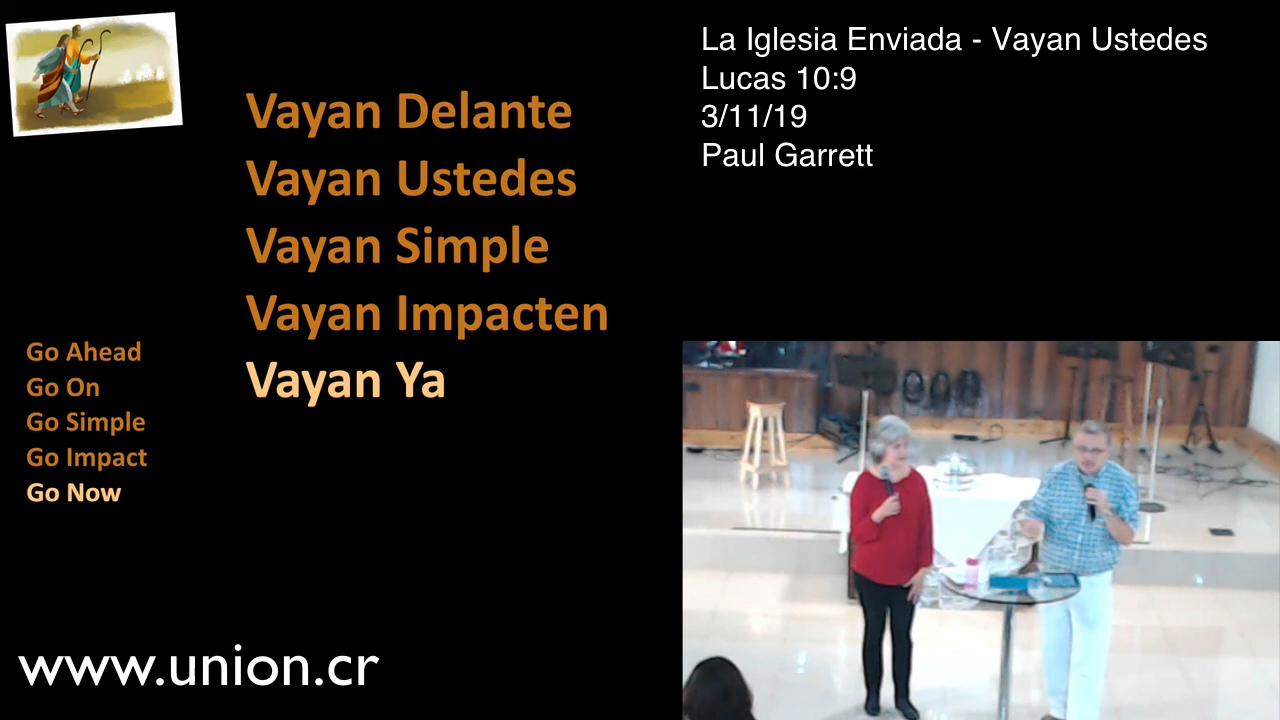 La Iglesia Enviada - Vayan Ustedes
Lucas 10:9
3/11/19
Paul Garrett
Vayan Delante
Vayan Ustedes
Vayan Simple
Vayan Impacten
Vayan Ya
Go Ahead
Go On
Go Simple
Go Impact
Go Now
www.union.cr